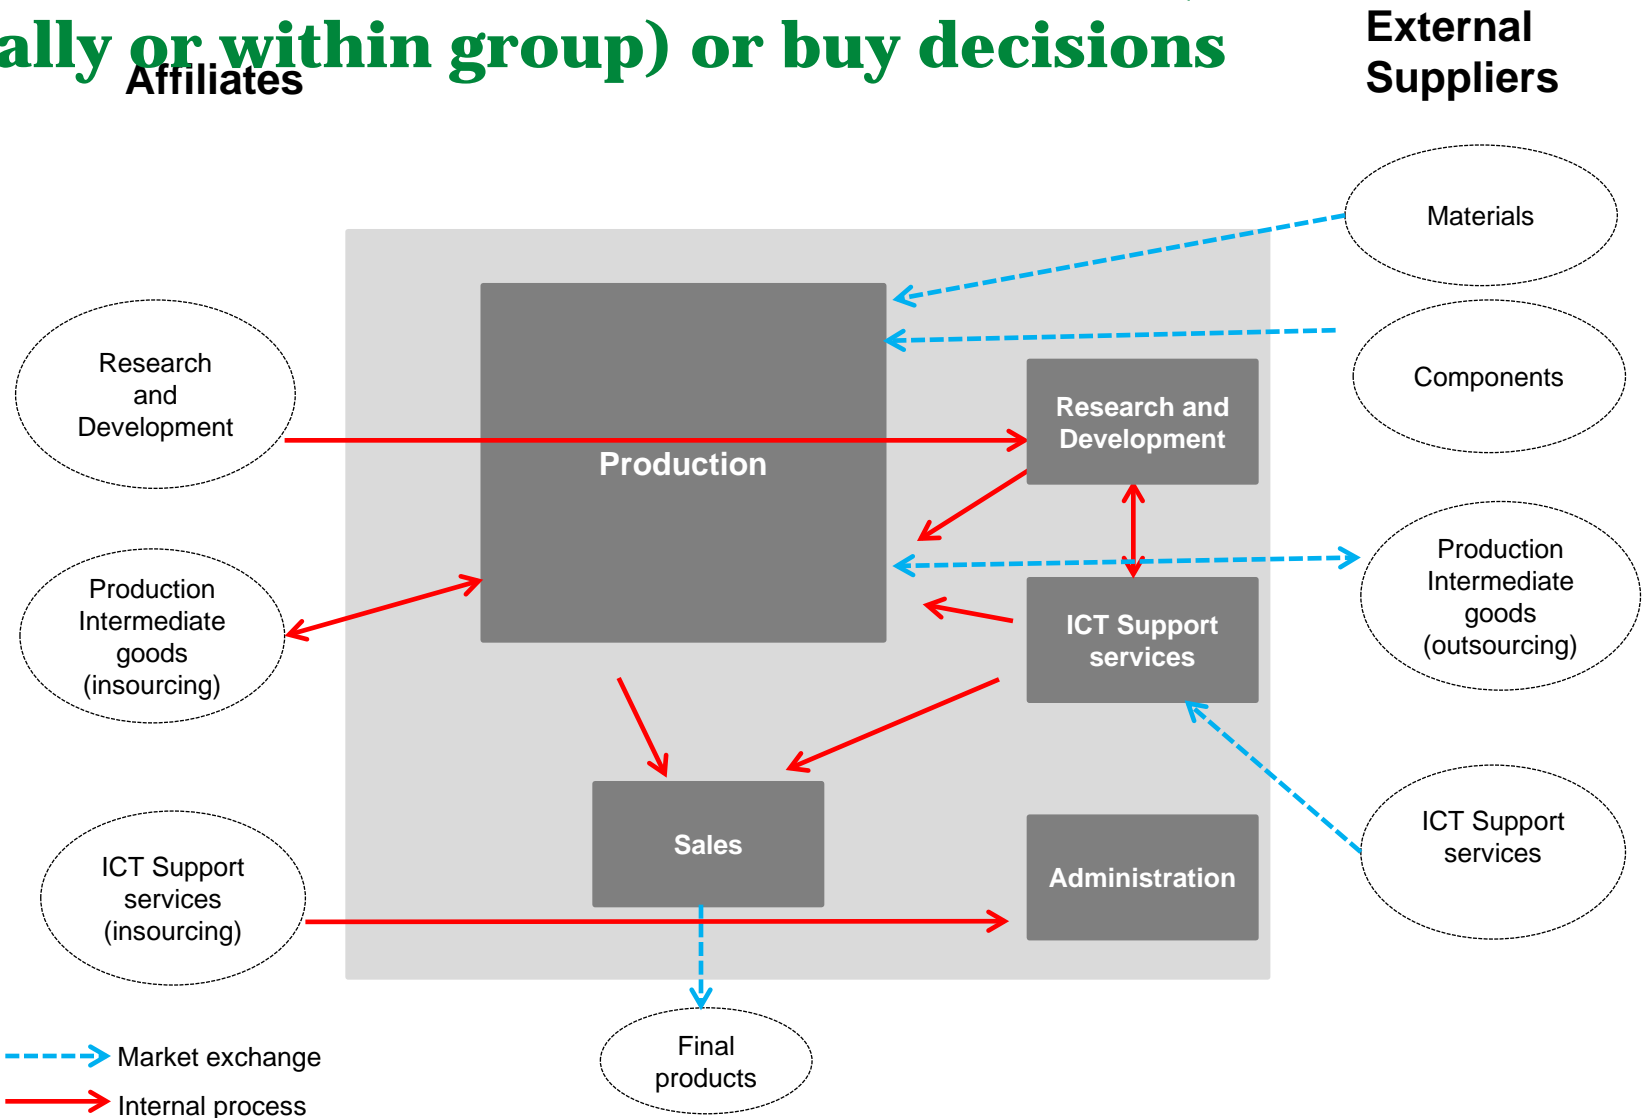 ally or within group) or buy decisions
Affiliates
External
Suppliers
Materials
Research
and
Development
Components
Research and
Development
Production
Production
Intermediate
goods
(insourcing)
Production
Intermediate
goods
(outsourcing)
ICT Support
services
Sales
Administration
ICT Support
services
(insourcing)
ICT Support
services
Final
products
Market exchange
Internal process